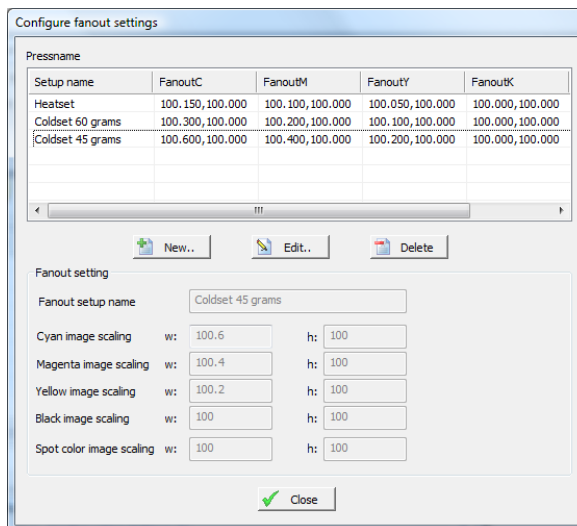 Configure fanout settings
Pressname
Setup name FanoutC FanoutM FanoutY FanoutK
Heatset 100.150,100.000 100.100,100.000 100.050,100.000 100.000,100.000
Coldset 60 grams 100.300,100.000 100.200,100.000 100.100,100.000 100.000,100.000
Coldset 45 grams 100.600,100.000 100.400,100.000 100.200,100.000 100.000,100.000
New.. Edit.. Delete
Fanout setting
Fanout setup name Coldset 45 grams
Cyan image scaling w: 100.6 h: 100
Magenta image scaling w: 100.4 h: 100
Yellow image scaling w: 100.2 h: 100
Black image scaling w: 100 h: 100
Spot color image scaling w: 100 h: 100
Close